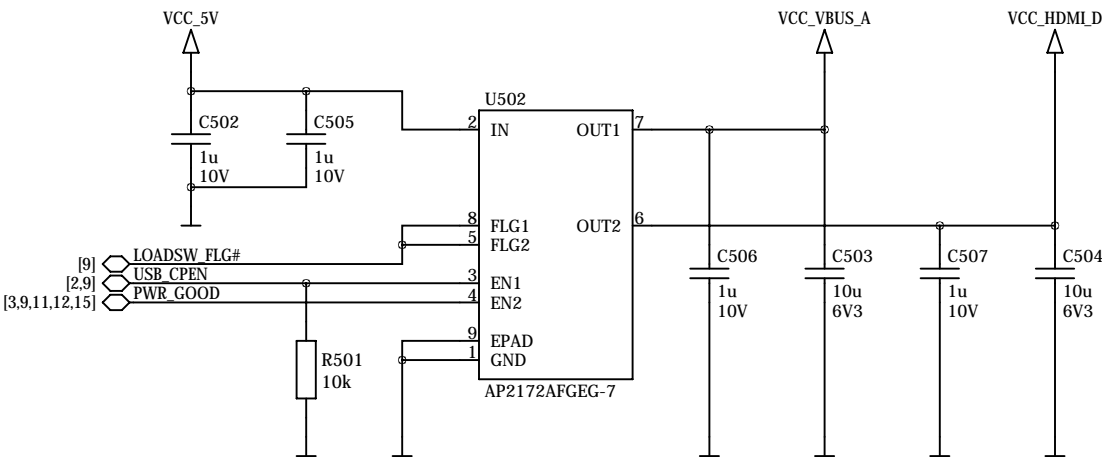 VCC_5V
VCC_VBUS_A
VCC_HDMI_D
U502
C502
1u
10V
C505
1u
10V
2 IN
OUT1 7
8 FLG1
5 FLG2
OUT2 6
3 EN1
4 EN2
9 EPAD
1 GND
AP2172AFGEG-7
[9] LOADSW_FLG#
[2,9] USB_CPEN
[3,9,11,12,15] PWR_GOOD
R501
10k
C506
1u
10V
C503
10u
6V3
C507
1u
10V
C504
10u
6V3